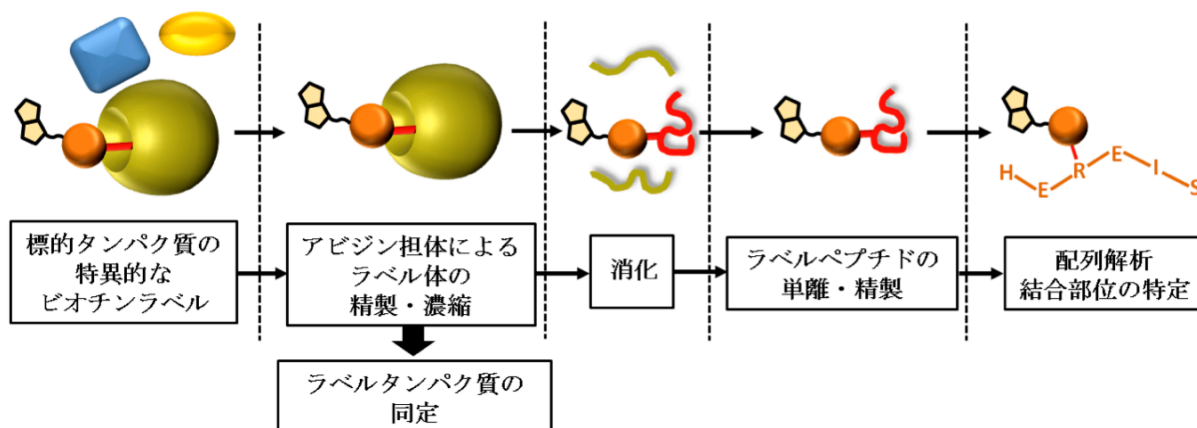 H
E
R
E
I
S
標的タンパク質の
特異的な
ビオチンラベル
アビジン担体による
ラベル体の
精製・濃縮
消化
ラベルペプチドの
単離・精製
配列解析
結合部位の特定
ラベルタンパク質の
同定